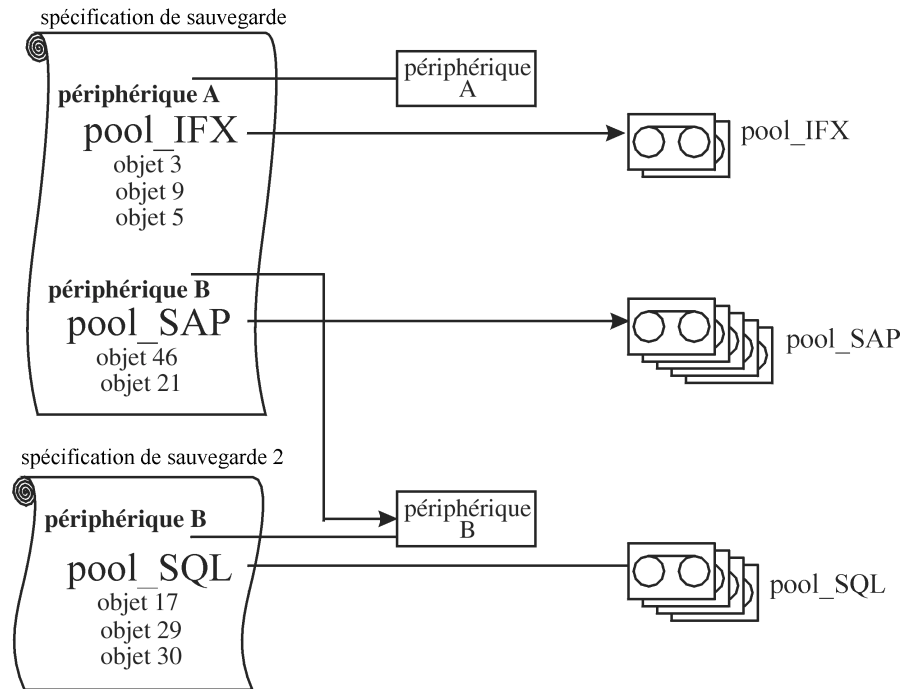 spécification de sauvegarde
périphérique A
pool_IFX
objet 3
objet 9
objet 5
périphérique B
pool_SAP
objet 46
objet 21
périphérique
A
pool_IFX
pool_SAP
spécification de sauvegarde 2
périphérique B
pool_SQL
objet 17
objet 29
objet 30
périphérique
B
pool_SQL